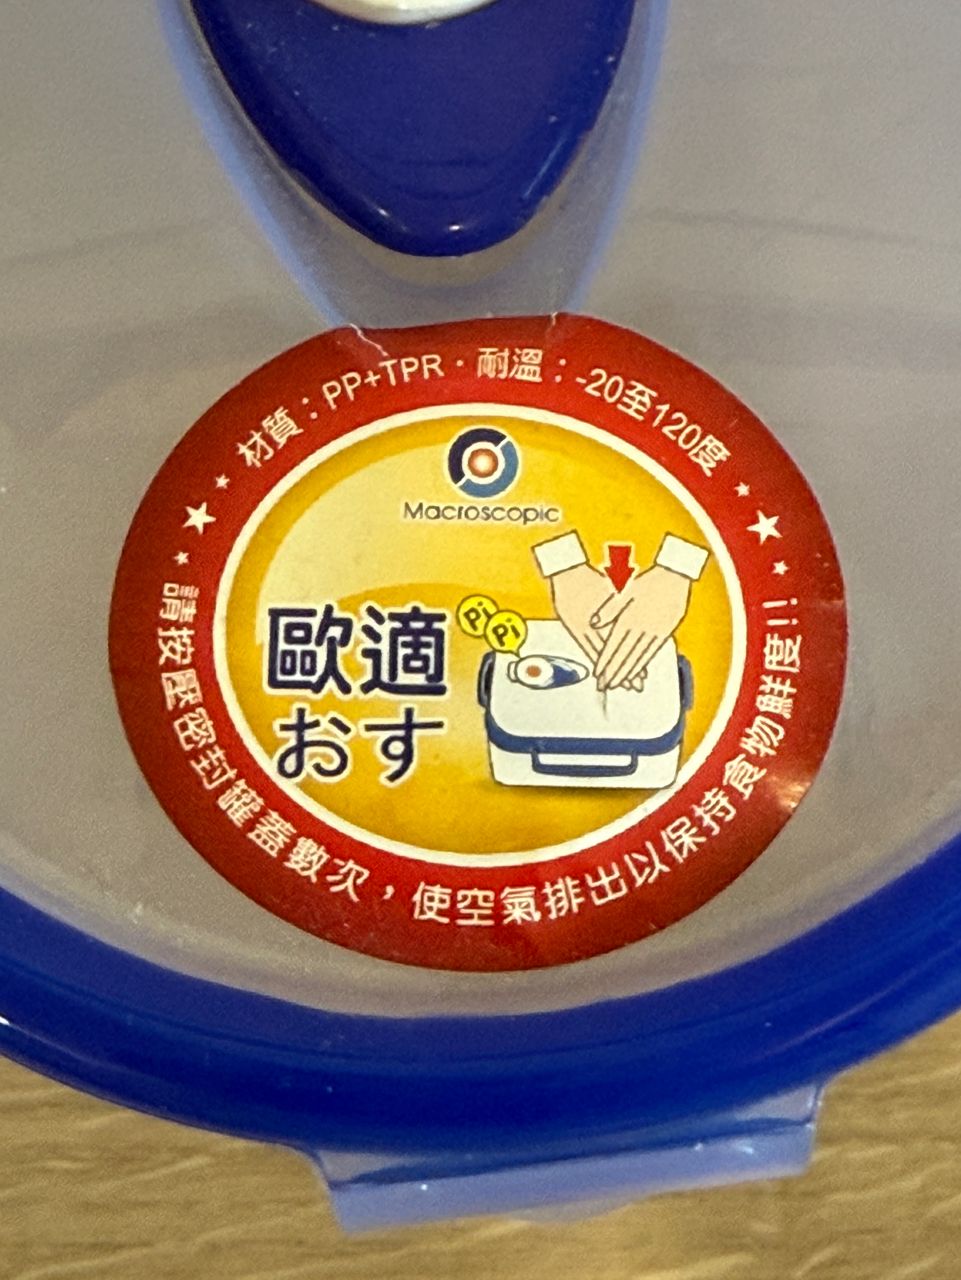 材質：PP+TPR・耐溫：-20至120度
Macroscopic
歐適
Pi
Pi
おす
請按壓密封罐蓋數次，使空氣排出以保持食物鮮度!!